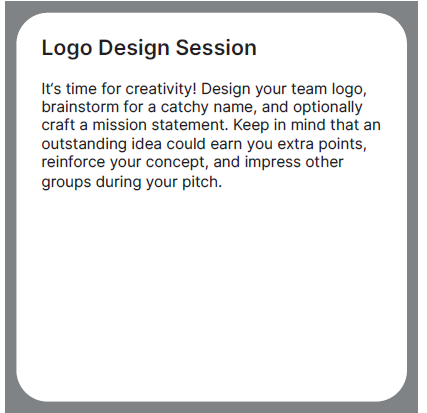 Logo Design Session
It's time for creativity! Design your team logo,
brainstorm for a catchy name, and optionally
craft a mission statement. Keep in mind that an
outstanding idea could earn you extra points,
reinforce your concept, and impress other
groups during your pitch.